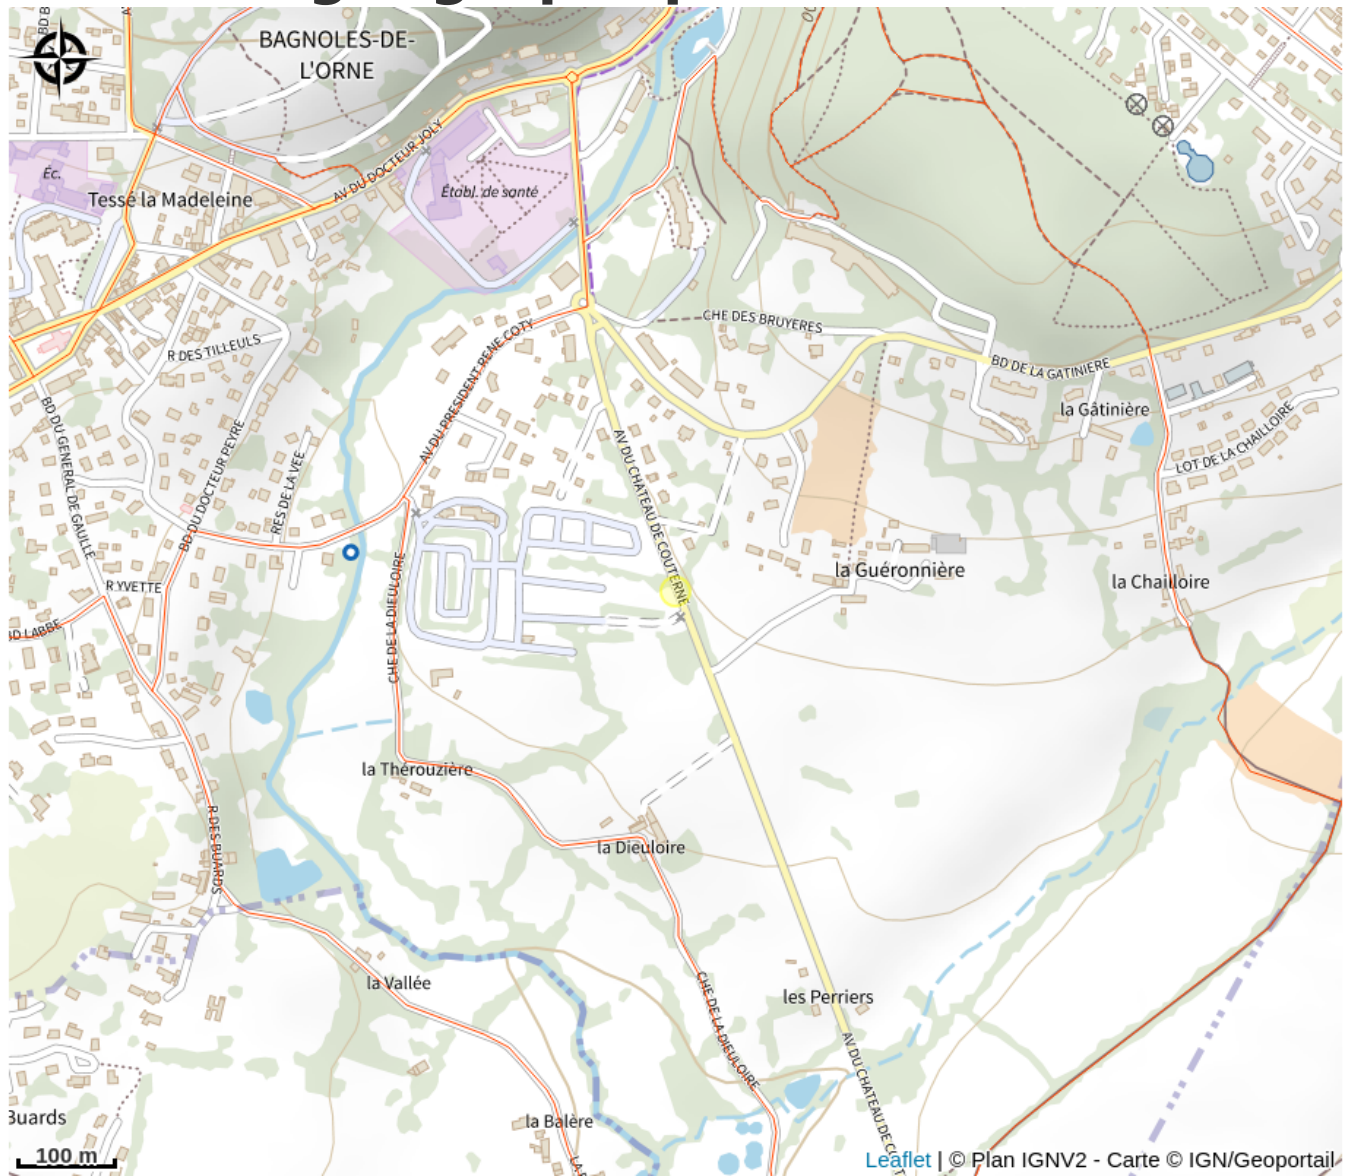 BAGNOLES-DE-
L'ORNE
AV DU DOCTEUR JOLY
Éc.
Tessé la Madeleine
Établ. de santé
CHE DES BRUYERES
R DES TILLEULS
AV DU PRESIDENT RENE COTY
BD DE LA GATINIERE
la Gâtinière
BD DU GENERAL DE GAULLE
BD DU DOCTEUR PEYRE
RES DE LA VEE
AV DU CHATEAU DE COUTERNE
LOT DE LA CHAILLOIRE
CHE DE LA DIEULOIRE
la Guéronnière
la Chailloire
R YVETTE
BD LABBE
la Thérouzière
R DES BUARDS
la Dieuloire
la Vallée
les Perriers
CHE DE LA DIEULOIRE
AV DU CHATEAU DE
Buards
la Balère
100 m
Leaflet | © Plan IGNV2 - Carte © IGN/Geoportail